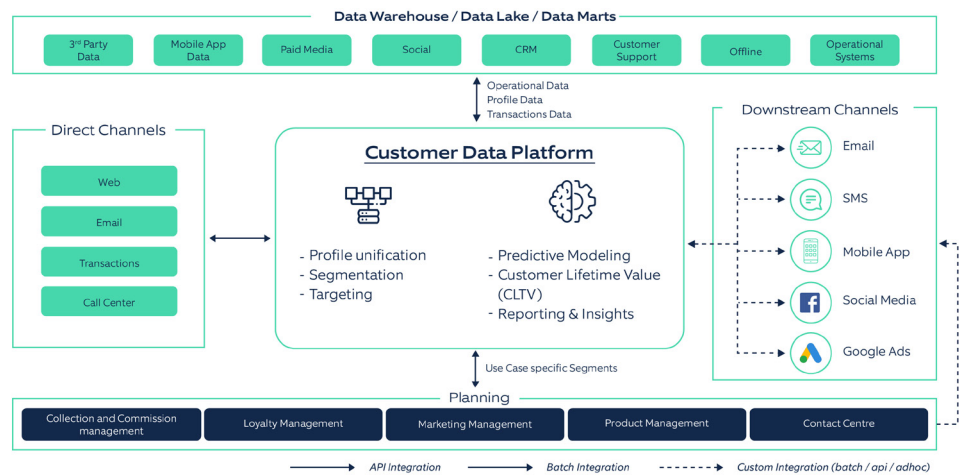 Data Warehouse / Data Lake / Data Marts
3rd Party
Data
Mobile App
Data
Paid Media
Social
CRM
Customer
Support
Offline
Operational
Systems
Operational Data
Profile Data
Transactions Data
Direct Channels
Web
Email
Transactions
Call Center
Customer Data Platform
- Profile unification
- Segmentation
- Targeting
- Predictive Modeling
- Customer Lifetime Value
(CLTV)
- Reporting & Insights
Downstream Channels
Email
SMS
Mobile App
Social Media
Google Ads
Use Case specific Segments
Planning
Collection and Commission
management
Loyalty Management
Marketing Management
Product Management
Contact Centre
API Integration
Batch Integration
Custom Integration (batch / api / adhoc)